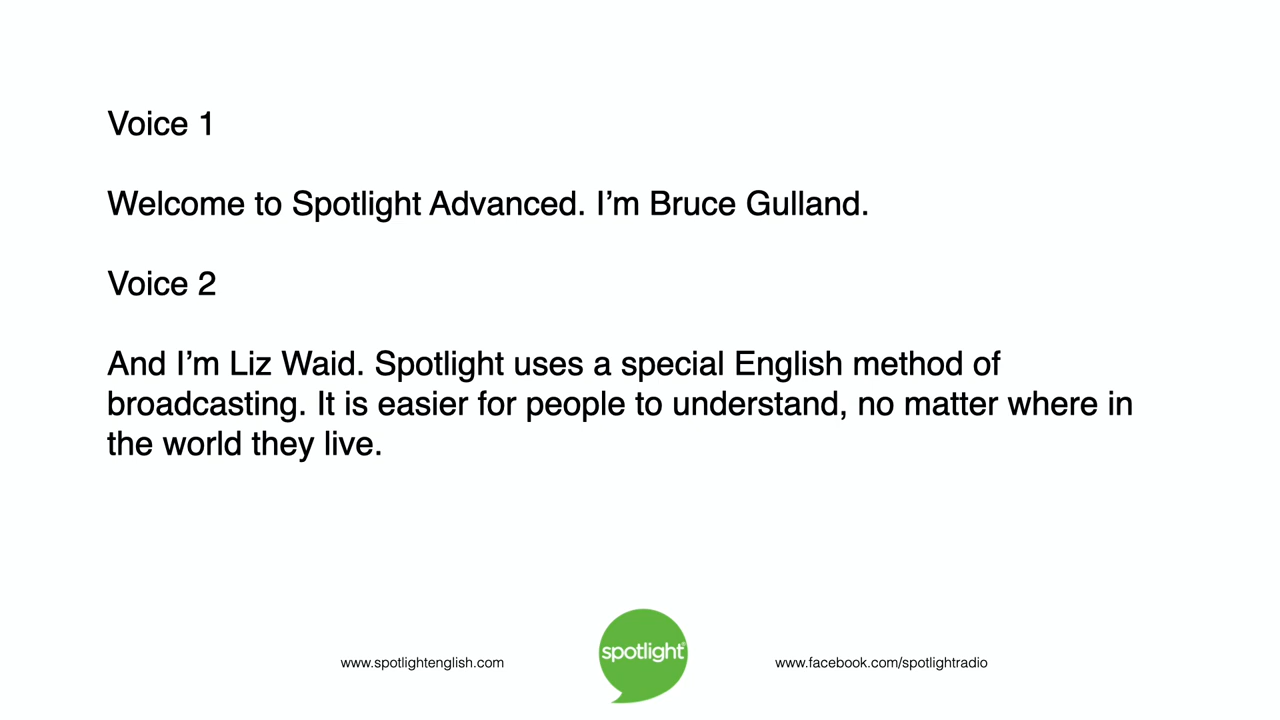 Voice 1
Welcome to Spotlight Advanced. I’m Bruce Gulland.
Voice 2
And I’m Liz Waid. Spotlight uses a special English method of
broadcasting. It is easier for people to understand, no matter where in
the world they live.
www.spotlightenglish.com
spotlight®
www.facebook.com/spotlightradio